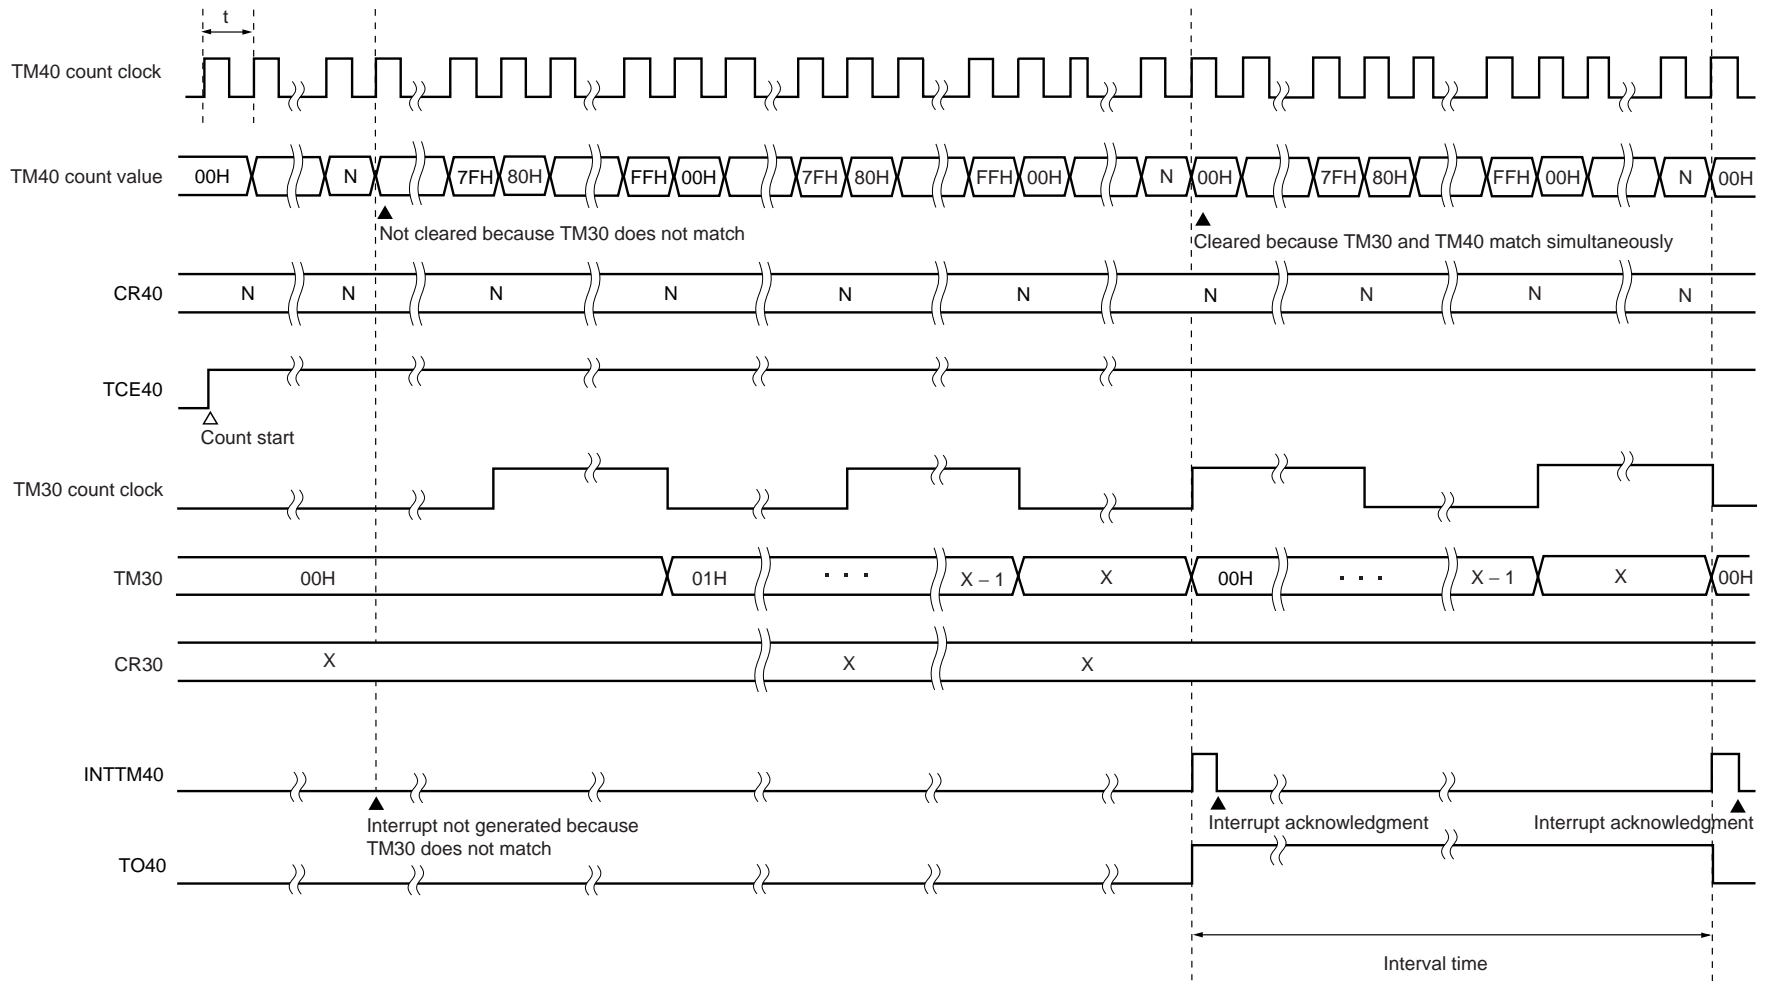 t
TM40 count clock
TM40 count value 00H N 7FH 80H FFH 00H 7FH 80H FFH 00H N 00H 7FH 80H FFH 00H N 00H
Not cleared because TM30 does not match
Cleared because TM30 and TM40 match simultaneously
CR40 N N N N N N N N N N
TCE40
Count start
TM30 count clock
TM30 00H 01H · · · X – 1 X 00H · · · X – 1 X 00H
CR30 X X X
INTTM40
Interrupt not generated because
TM30 does not match
Interrupt acknowledgment
Interrupt acknowledgment
TO40
Interval time